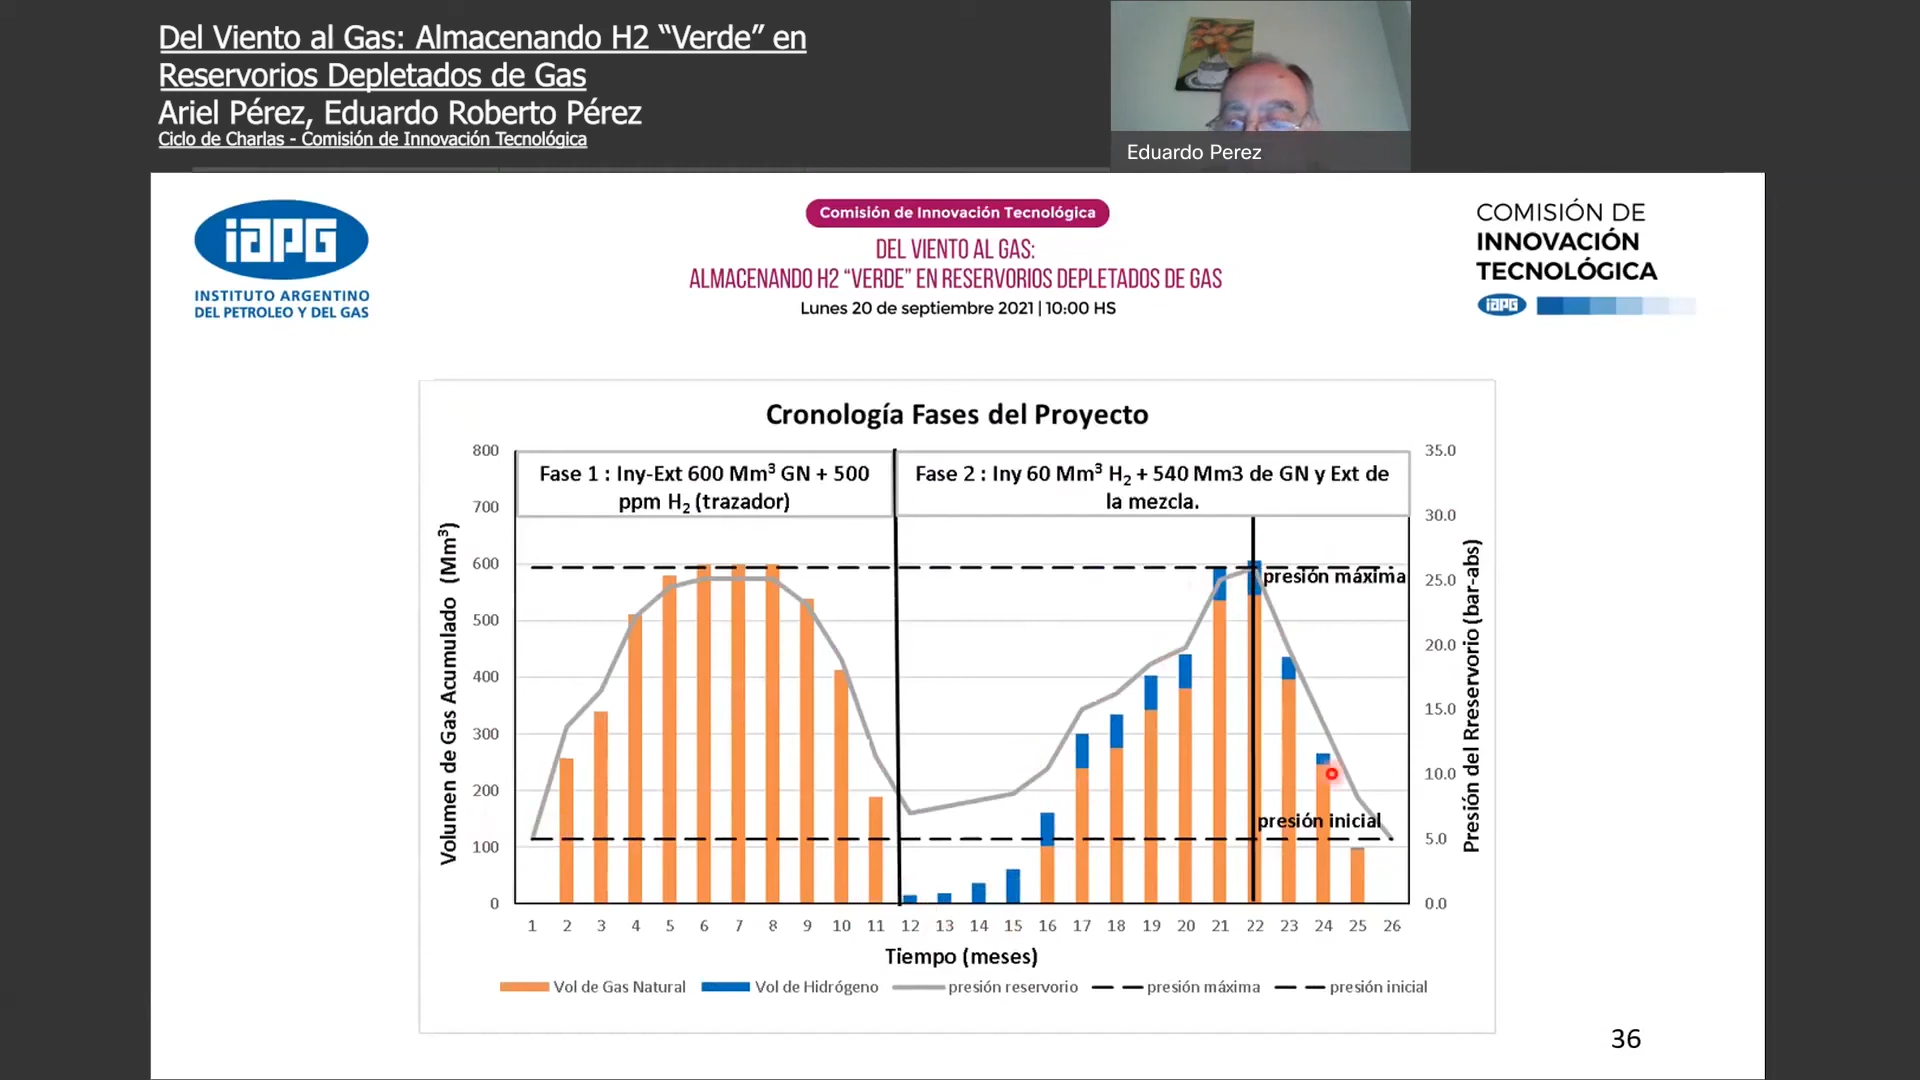 Del Viento al Gas: Almacenando H2 “Verde” en
Reservorios Depletados de Gas
Ariel Pérez, Eduardo Roberto Pérez
Ciclo de Charlas - Comisión de Innovación Tecnológica
Eduardo Perez
iapg
INSTITUTO ARGENTINO
DEL PETROLEO Y DEL GAS
Comisión de Innovación Tecnológica
DEL VIENTO AL GAS:
ALMACENANDO H2 “VERDE” EN RESERVORIOS DEPLETADOS DE GAS
Lunes 20 de septiembre 2021 | 10:00 HS
COMISIÓN DE
INNOVACIÓN
TECNOLÓGICA
iapg
Cronología Fases del Proyecto
Fase 1 : Iny-Ext 600 Mm³ GN + 500
ppm H₂ (trazador)
Fase 2 : Iny 60 Mm³ H₂ + 540 Mm3 de GN y Ext de
la mezcla.
Volumen de Gas Acumulado (Mm³)
800
700
600
500
400
300
200
100
0
presión máxima
presión inicial
35.0
30.0
25.0
20.0
15.0
10.0
5.0
0.0
Presión del Rreservorio (bar-abs)
1 2 3 4 5 6 7 8 9 10 11 12 13 14 15 16 17 18 19 20 21 22 23 24 25 26
Tiempo (meses)
Vol de Gas Natural Vol de Hidrógeno presión reservorio presión máxima presión inicial
36